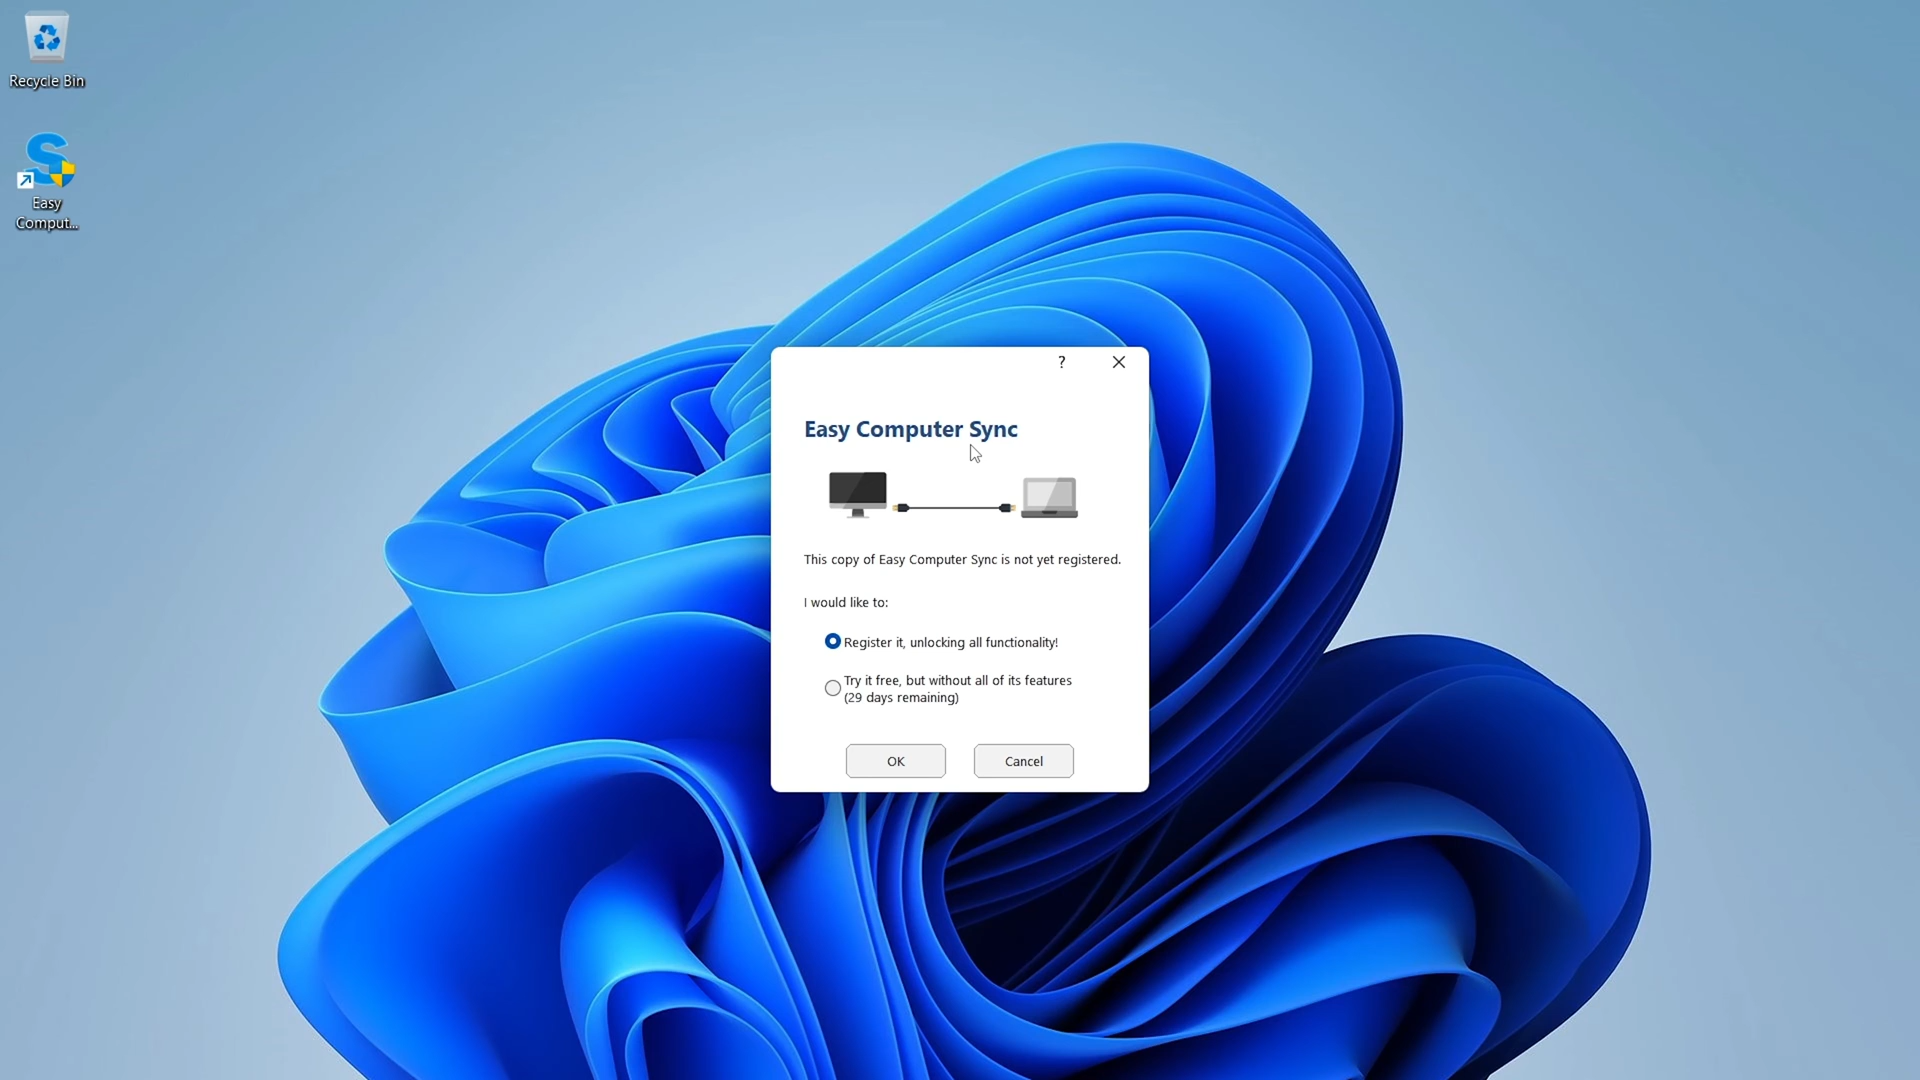 Recycle Bin
Easy
Comput...
?
Easy Computer Sync
This copy of Easy Computer Sync is not yet registered.
I would like to:
Register it, unlocking all functionality!
Try it free, but without all of its features
(29 days remaining)
OK
Cancel